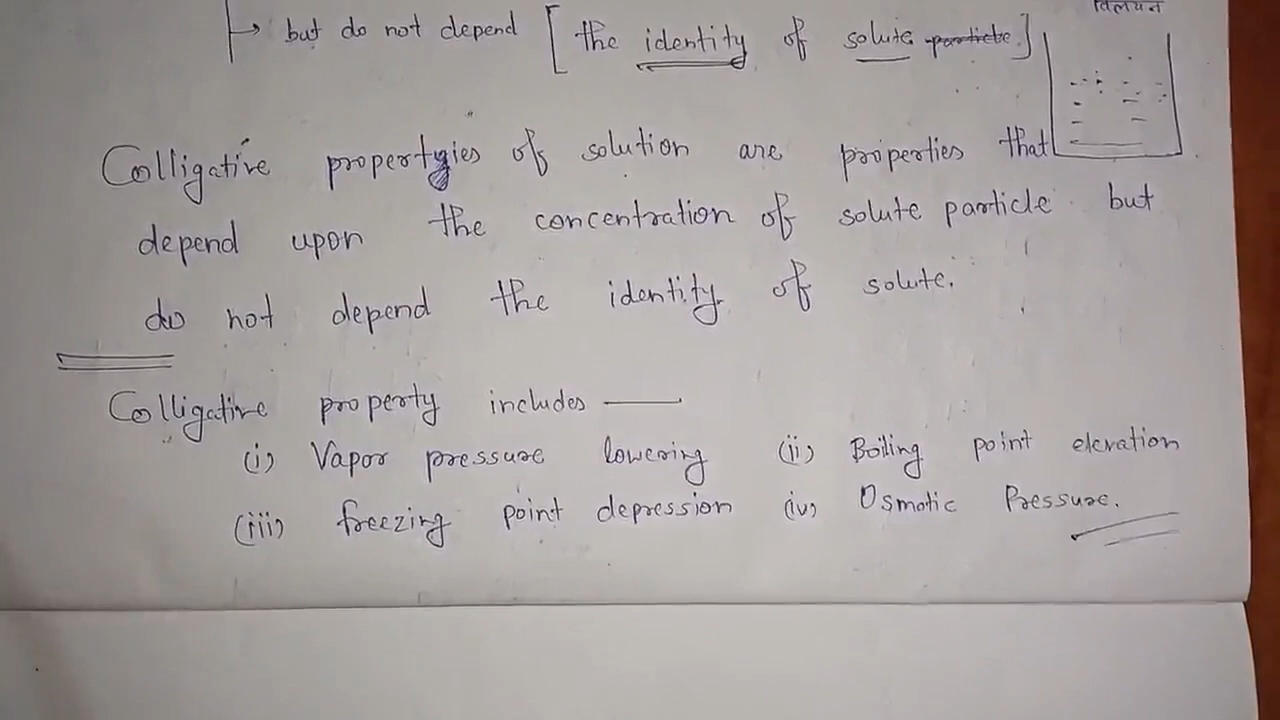 विलयन
but do not depend [the identity of solute particle.]
Colligative propertyies of solution are properties that
depend upon the concentration of solute particle but
do not depend the identity of solute.
Colligative property includes —
(i) Vapor pressure lowering (ii) Boiling point elevation
(iii) freezing point depression (iv) Osmotic Pressure.